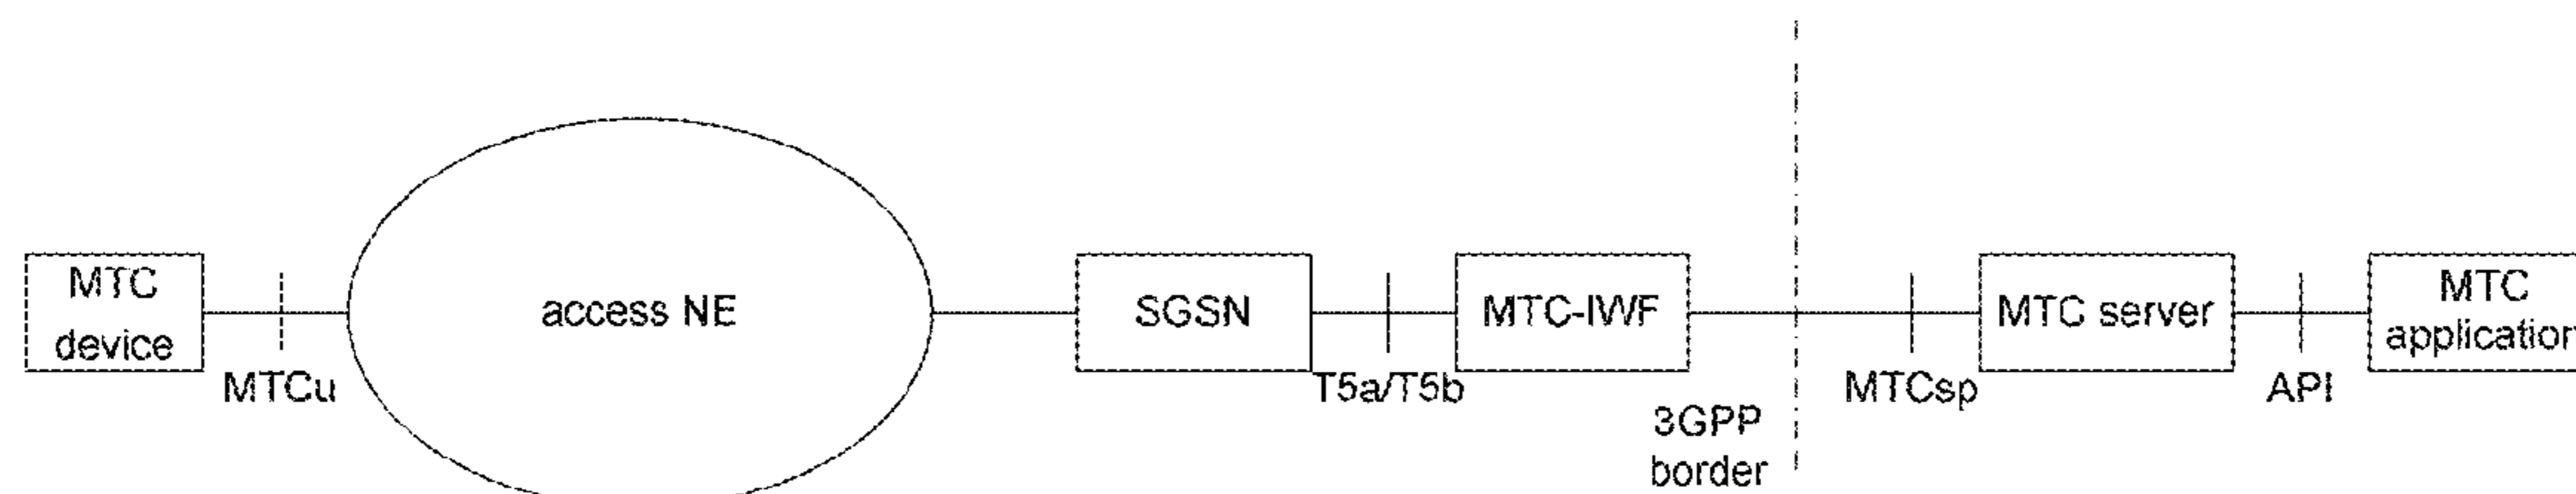 MTC
device
MTCu
access NE
SGSN
T5a/T5b
MTC-IWF
3GPP
border
MTCsp
MTC server
API
MTC
application